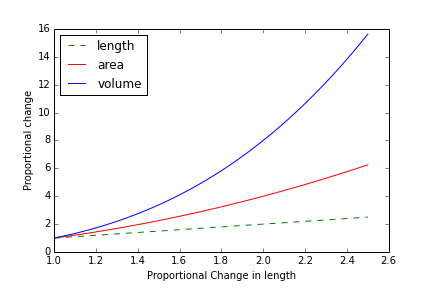 16
14
12
10
8
6
4
2
0
Proportional change
length
area
volume
1.0 1.2 1.4 1.6 1.8 2.0 2.2 2.4 2.6
Proportional Change in length